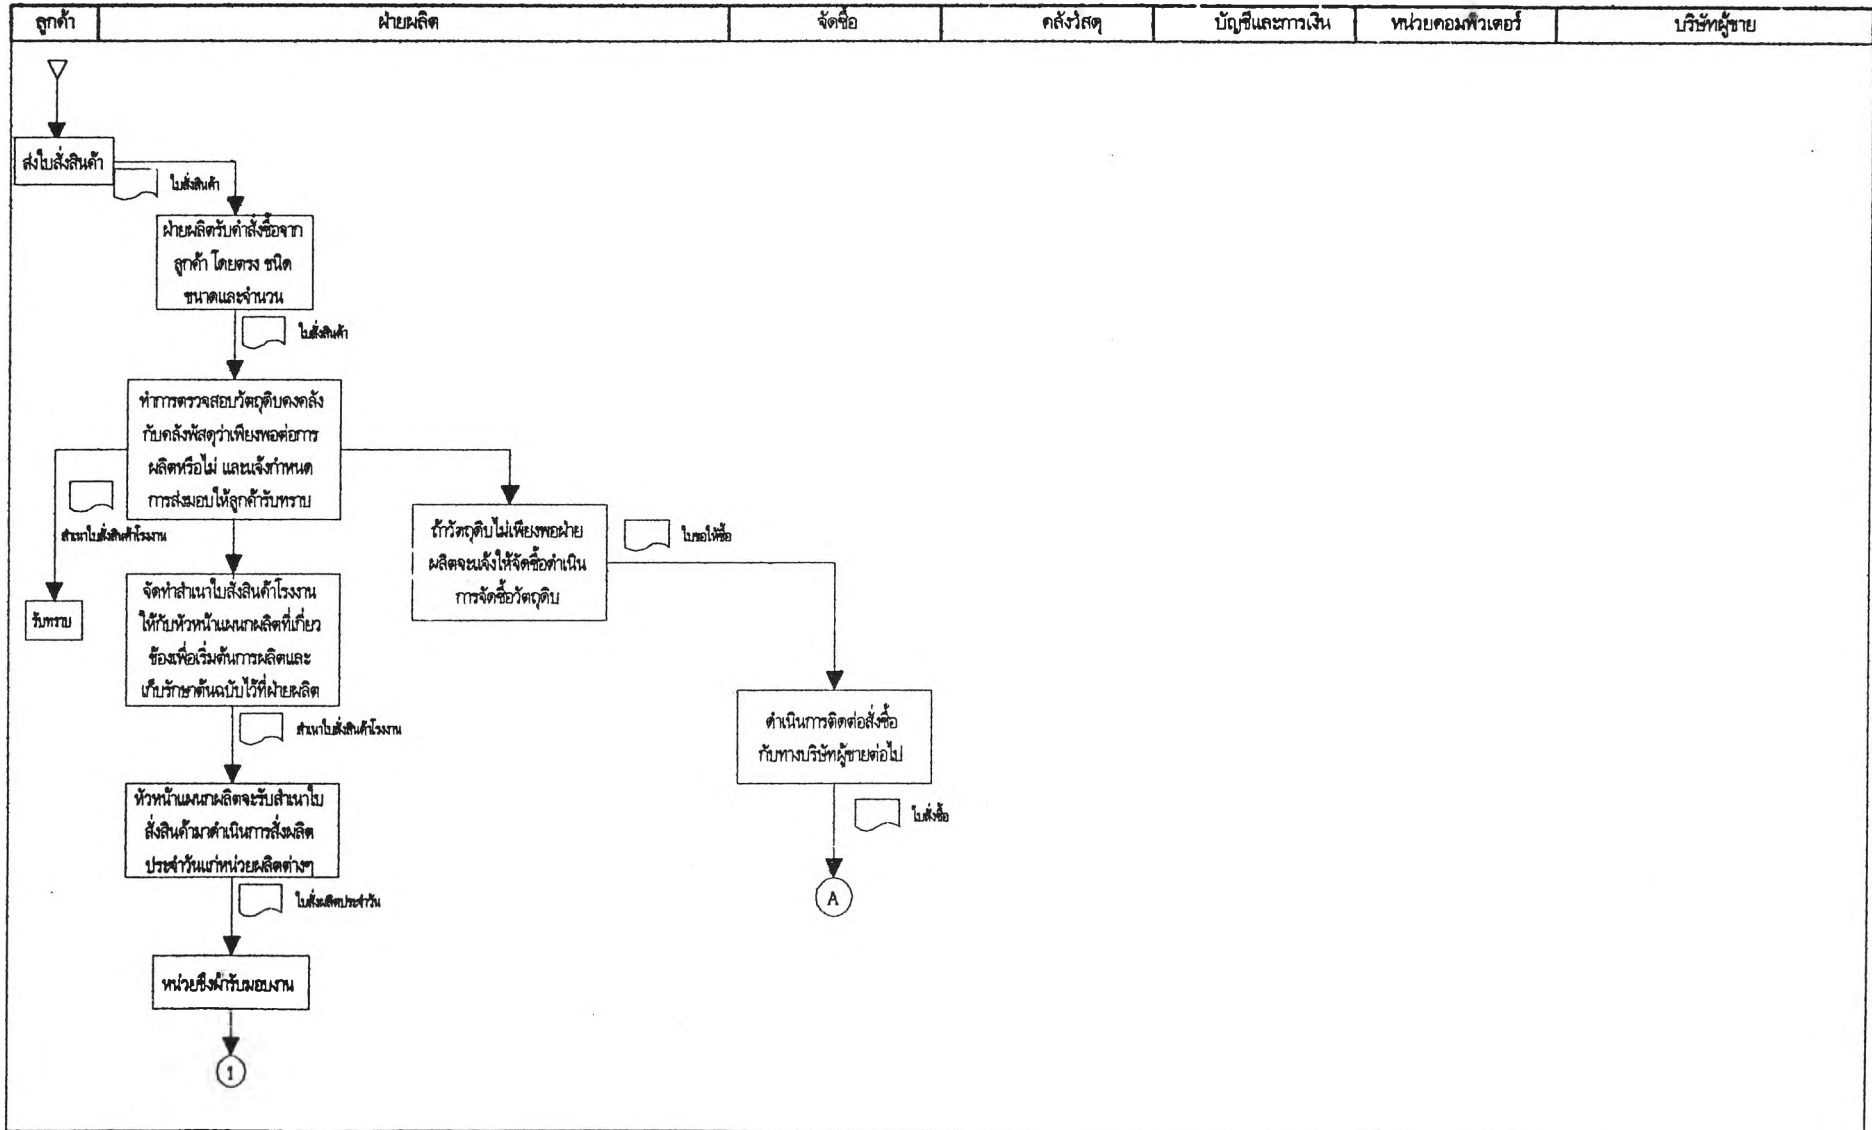 ลูกค้า
ฝ่ายผลิต
จัดซื้อ
คลังวัสดุ
บัญชีและการเงิน
หน่วยคอมพิวเตอร์
บริษัทผู้ขาย
ส่งใบสั่งสินค้า
ใบสั่งสินค้า
ฝ่ายผลิตรับคำสั่งซื้อจาก
ลูกค้า โดยตรง ชนิด
ขนาดและจำนวน
ใบสั่งสินค้า
ทำการตรวจสอบวัตถุดิบคงคลัง
กับคลังพัสดุว่าเพียงพอต่อการ
ผลิตหรือไม่ และแจ้งกำหนด
การส่งมอบให้ลูกค้ารับทราบ
สำเนาใบสั่งสินค้าโรงงาน
รับทราบ
ถ้าวัตถุดิบไม่เพียงพอฝ่าย
ผลิตจะแจ้งให้จัดซื้อดำเนิน
การจัดซื้อวัตถุดิบ
ใบขอให้ซื้อ
จัดทำสำเนาใบสั่งสินค้าโรงงาน
ให้กับหัวหน้าแผนกผลิตที่เกี่ยว
ข้องเพื่อเริ่มต้นการผลิตและ
เก็บรักษาต้นฉบับไว้ที่ฝ่ายผลิต
สำเนาใบสั่งสินค้าโรงงาน
ดำเนินการติดต่อสั่งซื้อ
กับทางบริษัทผู้ขายต่อไป
ใบสั่งซื้อ
หัวหน้าแผนกผลิตจะรับสำเนาใบ
สั่งสินค้ามาดำเนินการสั่งผลิต
ประจำวันแก่หน่วยผลิตต่างๆ
ใบสั่งผลิตประจำวัน
A
หน่วยขึงผ้ารับมอบงาน
1